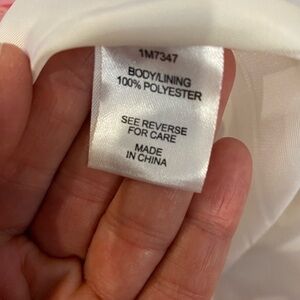 1M7347
BODY/LINING
100% POLYESTER
SEE REVERSE
FOR CARE
MADE
IN CHINA